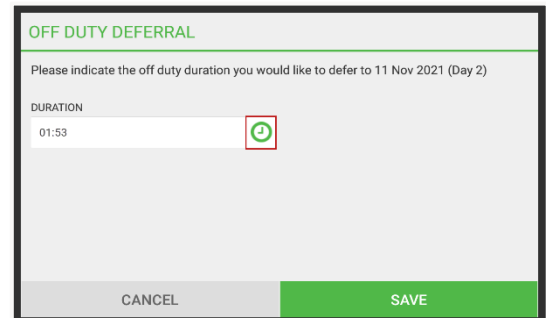 OFF DUTY DEFERRAL
Please indicate the off duty duration you would like to defer to 11 Nov 2021 (Day 2)
DURATION
01:53
CANCEL
SAVE